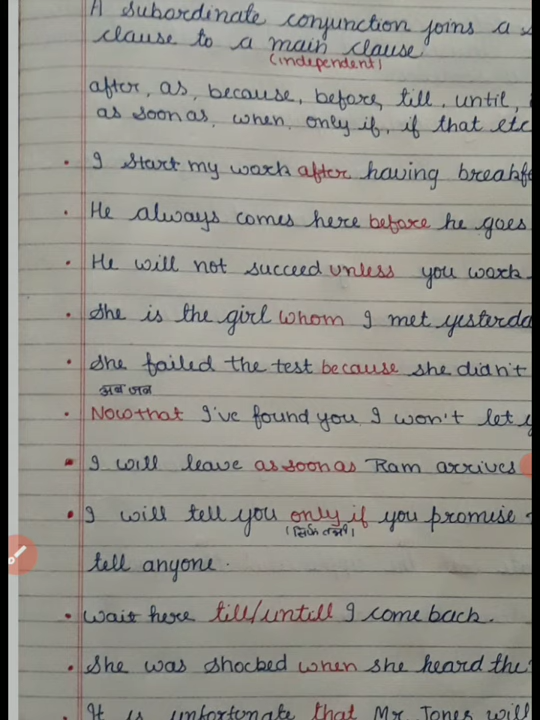 A subordinate conjunction joins a
clause to a main clause
(independent)
after, as, because, before, till, until,
as soon as, when, only if, if that etc
• I start my work after having breakf
• He always comes here before he goes
• He will not succeed unless you work
• She is the girl whom I met yesterda
• She failed the test because she didn't
अब जब
• Now that I've found you I won't let y
• I will leave as soon as Ram arrives
• I will tell you only if you promise
tell anyone.
• Wait here till/untill I come back.
• She was shocked when she heard the
It is unfortunate that Mr. Jones will